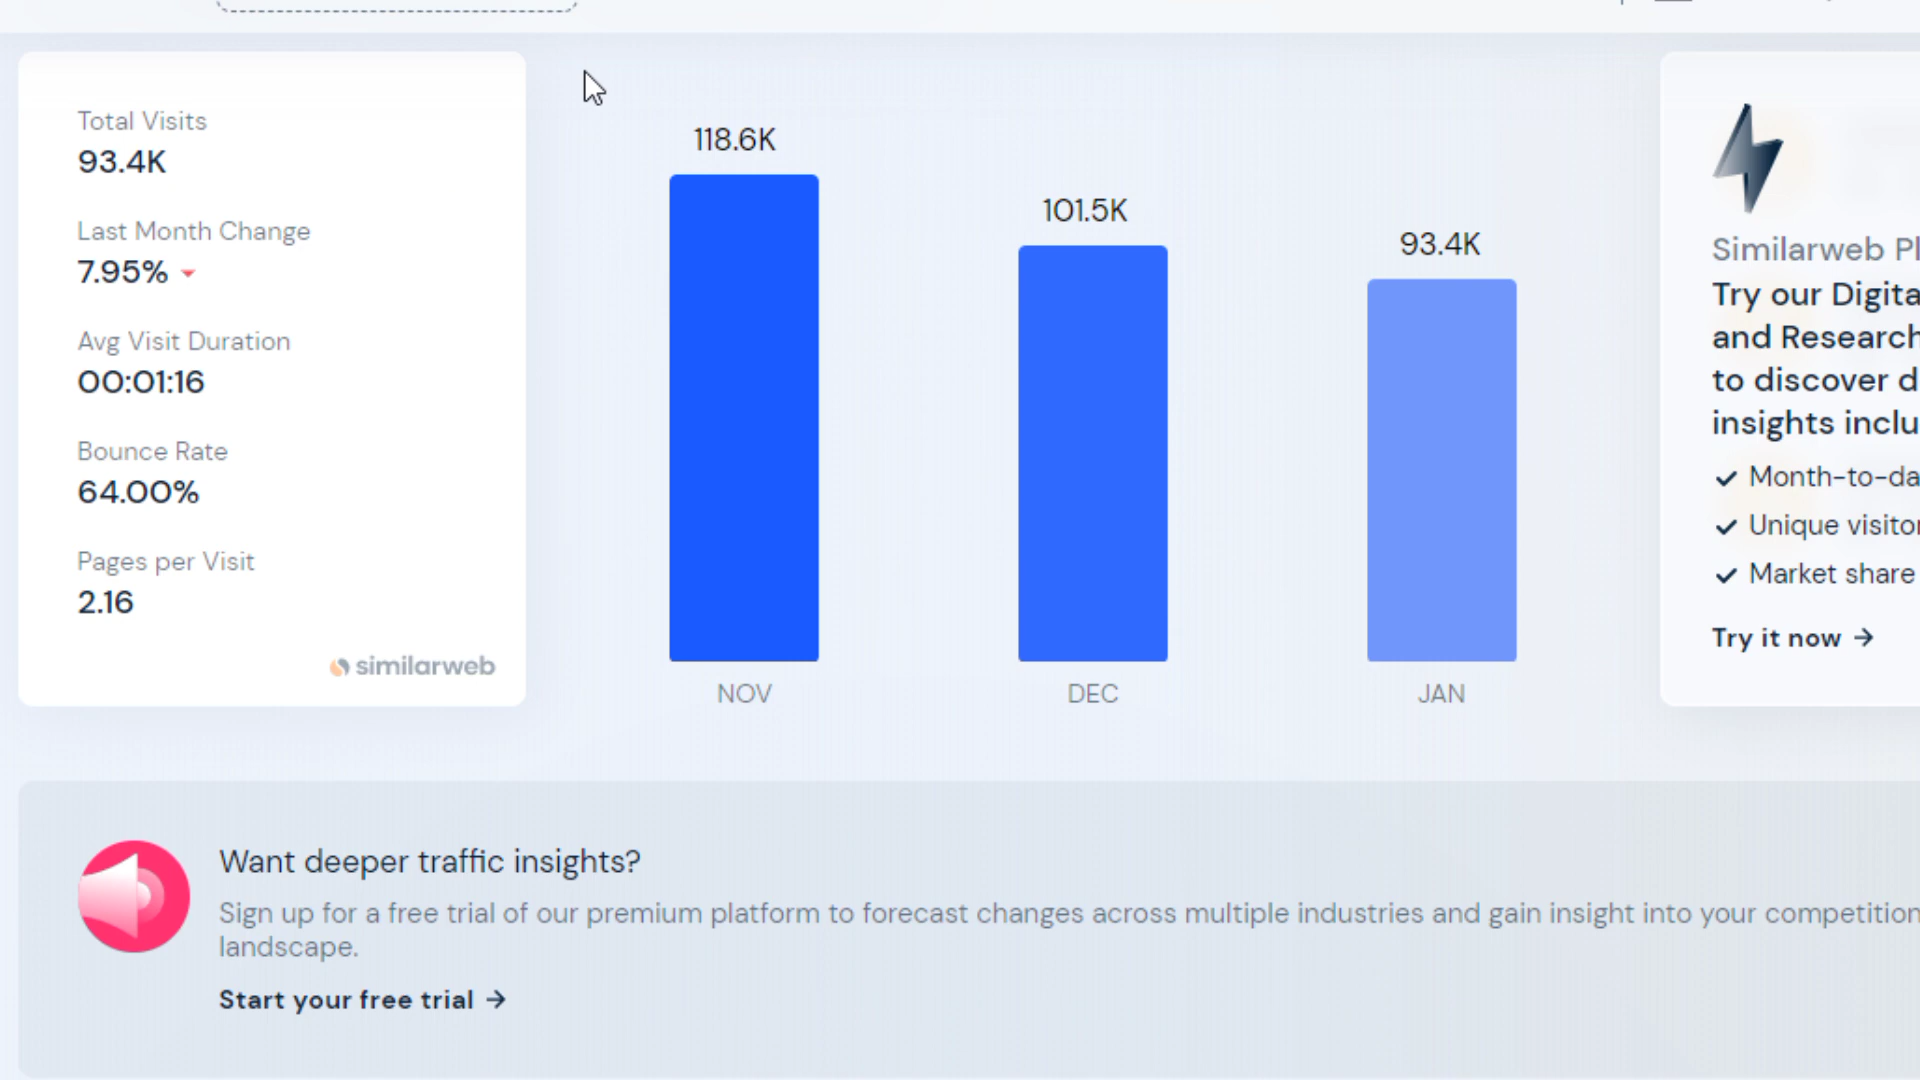 Total Visits
93.4K
Last Month Change
7.95%
Avg Visit Duration
00:01:16
Bounce Rate
64.00%
Pages per Visit
2.16
similarweb
118.6K
101.5K
93.4K
NOV
DEC
JAN
Similarweb Pl
Try our Digita
and Research
to discover d
insights inclu
Month-to-da
Unique visitor
Market share
Try it now →
Want deeper traffic insights?
Sign up for a free trial of our premium platform to forecast changes across multiple industries and gain insight into your competition
landscape.
Start your free trial →